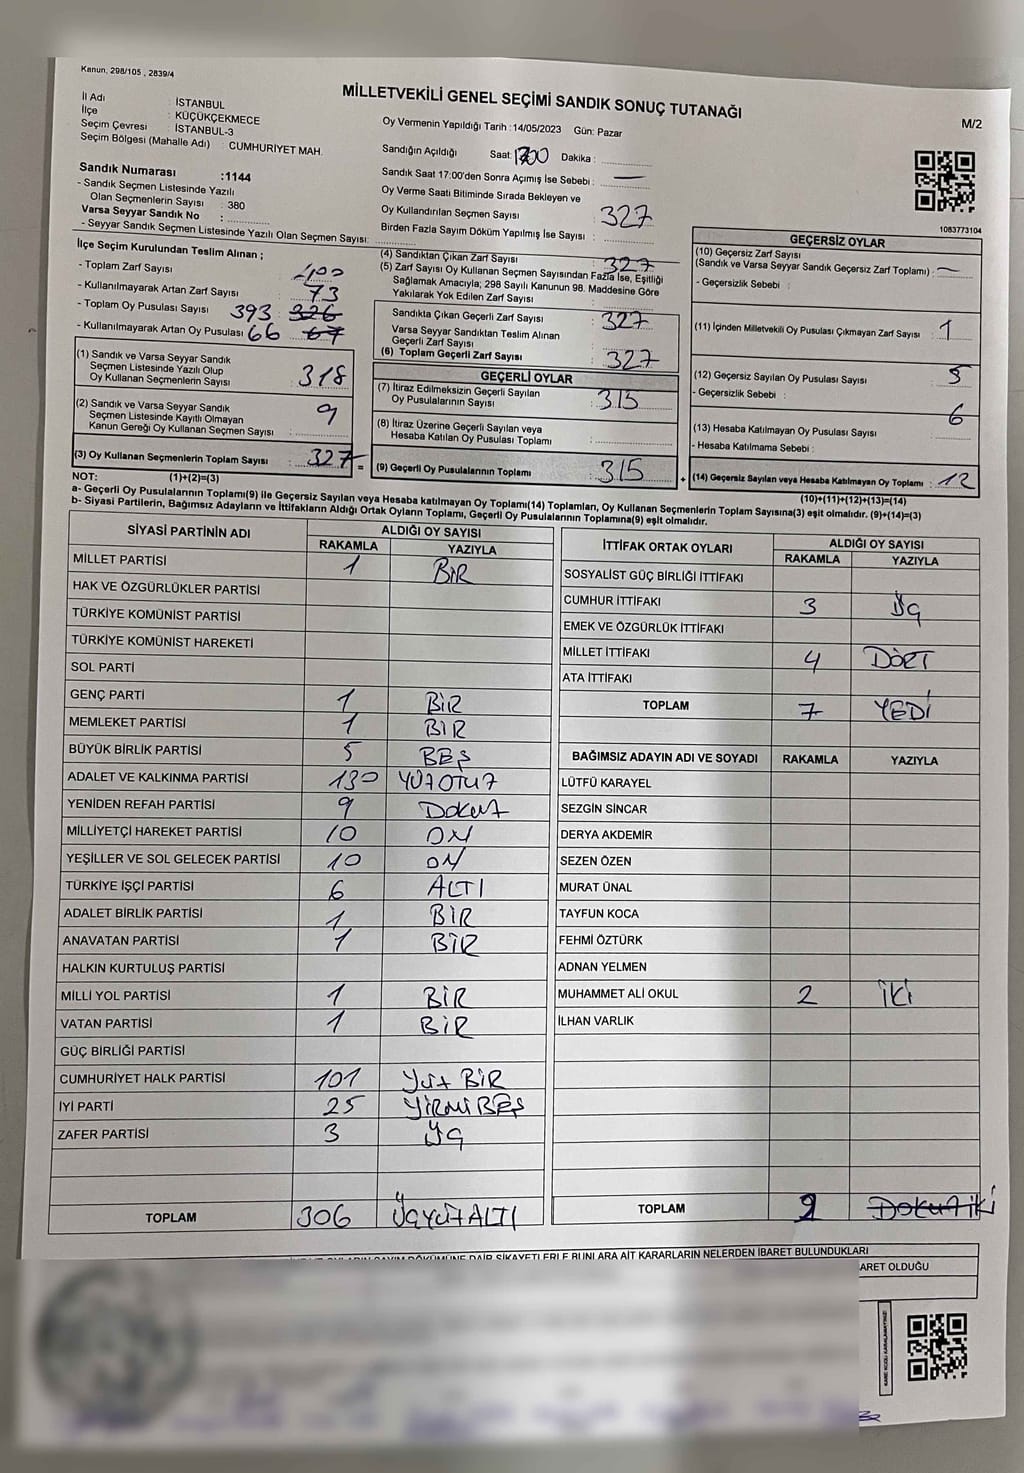 Kanun, 298/105 , 2839/4
MİLLETVEKİLİ GENEL SEÇİMİ SANDIK SONUÇ TUTANAĞI
M/2
İl Adı : İSTANBUL
İlçe : KÜÇÜKÇEKMECE
Seçim Çevresi : İSTANBUL-3
Seçim Bölgesi (Mahalle Adı) : CUMHURİYET MAH.
Sandık Numarası :1144
- Sandık Seçmen Listesinde Yazılı
Olan Seçmenlerin Sayısı : 380
Varsa Seyyar Sandık No :
- Seyyar Sandık Seçmen Listesinde Yazılı Olan Seçmen Sayısı:
Oy Vermenin Yapıldığı Tarih :14/05/2023 Gün: Pazar
Sandığın Açıldığı Saat: 1700 Dakika :
Sandık Saat 17:00'den Sonra Açımış İse Sebebi : —
Oy Verme Saati Bitiminde Sırada Bekleyen ve
Oy Kullandırılan Seçmen Sayısı : 327
Birden Fazla Sayım Döküm Yapılmış İse Sayısı :
1083773104
İlçe Seçim Kurulundan Teslim Alınan ;
- Toplam Zarf Sayısı : 400
- Kullanılmayarak Artan Zarf Sayısı : 73
- Toplam Oy Pusulası Sayısı 393 326
- Kullanılmayarak Artan Oy Pusulası 66 67
(1) Sandık ve Varsa Seyyar Sandık
Seçmen Listesinde Yazılı Olup
Oy Kullanan Seçmenlerin Sayısı : 318
(2) Sandık ve Varsa Seyyar Sandık
Seçmen Listesinde Kayıtlı Olmayan
Kanun Gereği Oy Kullanan Seçmen Sayısı : 9
(3) Oy Kullanan Seçmenlerin Toplam Sayısı : 327 =
(4) Sandıktan Çıkan Zarf Sayısı : 327
(5) Zarf Sayısı Oy Kullanan Seçmen Sayısından Fazla İse, Eşitliği
Sağlamak Amacıyla; 298 Sayılı Kanunun 98. Maddesine Göre
Yakılarak Yok Edilen Zarf Sayısı :
Sandıkta Çıkan Geçerli Zarf Sayısı : 327
Varsa Seyyar Sandıktan Teslim Alınan
Geçerli Zarf Sayısı :
(6) Toplam Geçerli Zarf Sayısı : 327
GEÇERLİ OYLAR
(7) İtiraz Edilmeksizin Geçerli Sayılan
Oy Pusulalarının Sayısı : 315
(8) İtiraz Üzerine Geçerli Sayılan veya
Hesaba Katılan Oy Pusulası Toplamı :
(9) Geçerli Oy Pusulalarının Toplamı : 315 +
GEÇERSİZ OYLAR
(10) Geçersiz Zarf Sayısı
(Sandık ve Varsa Seyyar Sandık Geçersiz Zarf Toplamı) : —
- Geçersizlik Sebebi :
(11) İçinden Milletvekili Oy Pusulası Çıkmayan Zarf Sayısı : 1
(12) Geçersiz Sayılan Oy Pusulası Sayısı : 5
- Geçersizlik Sebebi :
(13) Hesaba Katılmayan Oy Pusulası Sayısı : 6
- Hesaba Katılmama Sebebi :
(14) Geçersiz Sayılan veya Hesaba Katılmayan Oy Toplamı : 12
NOT: (1)+(2)=(3) (10)+(11)+(12)+(13)=(14)
a- Geçerli Oy Pusulalarının Toplamı(9) ile Geçersiz Sayılan veya Hesaba katılmayan Oy Toplamı(14) Toplamları, Oy Kullanan Seçmenlerin Toplam Sayısına(3) eşit olmalıdır. (9)+(14)=(3)
b- Siyasi Partilerin, Bağımsız Adayların ve İttifakların Aldığı Ortak Oyların Toplamı, Geçerli Oy Pusulalarının Toplamına(9) eşit olmalıdır.
SİYASİ PARTİNİN ADI ALDIĞI OY SAYISI
RAKAMLA YAZIYLA
MİLLET PARTİSİ 1 BİR
HAK VE ÖZGÜRLÜKLER PARTİSİ
TÜRKİYE KOMÜNİST PARTİSİ
TÜRKİYE KOMÜNİST HAREKETİ
SOL PARTİ
GENÇ PARTİ 1 BİR
MEMLEKET PARTİSİ 1 BİR
BÜYÜK BİRLİK PARTİSİ 5 BEŞ
ADALET VE KALKINMA PARTİSİ 130 YÜZOTUZ
YENİDEN REFAH PARTİSİ 9 DOKUZ
MİLLİYETÇİ HAREKET PARTİSİ 10 ON
YEŞİLLER VE SOL GELECEK PARTİSİ 10 ON
TÜRKİYE İŞÇİ PARTİSİ 6 ALTI
ADALET BİRLİK PARTİSİ 1 BİR
ANAVATAN PARTİSİ 1 BİR
HALKIN KURTULUŞ PARTİSİ
MİLLİ YOL PARTİSİ 1 BİR
VATAN PARTİSİ 1 BİR
GÜÇ BİRLİĞİ PARTİSİ
CUMHURİYET HALK PARTİSİ 101 YÜZ BİR
İYİ PARTİ 25 YİRMİ BEŞ
ZAFER PARTİSİ 3 ÜÇ
TOPLAM 306 ÜÇYÜZALTI
İTTİFAK ORTAK OYLARI ALDIĞI OY SAYISI
RAKAMLA YAZIYLA
SOSYALİST GÜÇ BİRLİĞİ İTTİFAKI
CUMHUR İTTİFAKI 3 ÜÇ
EMEK VE ÖZGÜRLÜK İTTİFAKI
MİLLET İTTİFAKI 4 DÖRT
ATA İTTİFAKI
TOPLAM 7 YEDİ
BAĞIMSIZ ADAYIN ADI VE SOYADI RAKAMLA YAZIYLA
LÜTFÜ KARAYEL
SEZGİN SİNCAR
DERYA AKDEMİR
SEZEN ÖZEN
MURAT ÜNAL
TAYFUN KOCA
FEHMİ ÖZTÜRK
ADNAN YELMEN
MUHAMMET ALİ OKUL 2 İKİ
İLHAN VARLIK
TOPLAM 2 DOKUZ İKİ
DÖKÜMÜNE DAİR ŞİKAYETLERLE BUNLARA AİT KARARLARIN NELERDEN İBARET BULUNDUKLARI
ARET OLDUĞU